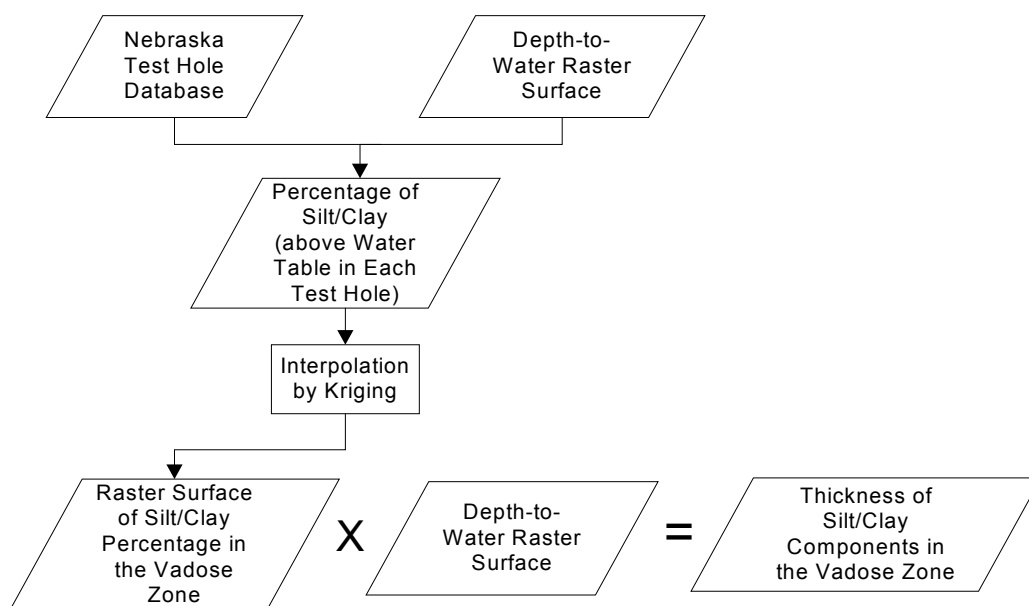 Nebraska
Test Hole
Database
Depth-to-
Water Raster
Surface
Percentage of
Silt/Clay
(above Water
Table in Each
Test Hole)
Interpolation
by Kriging
Raster Surface
of Silt/Clay
Percentage in
the Vadose
Zone
X
Depth-to-
Water Raster
Surface
=
Thickness of
Silt/Clay
Components in
the Vadose Zone